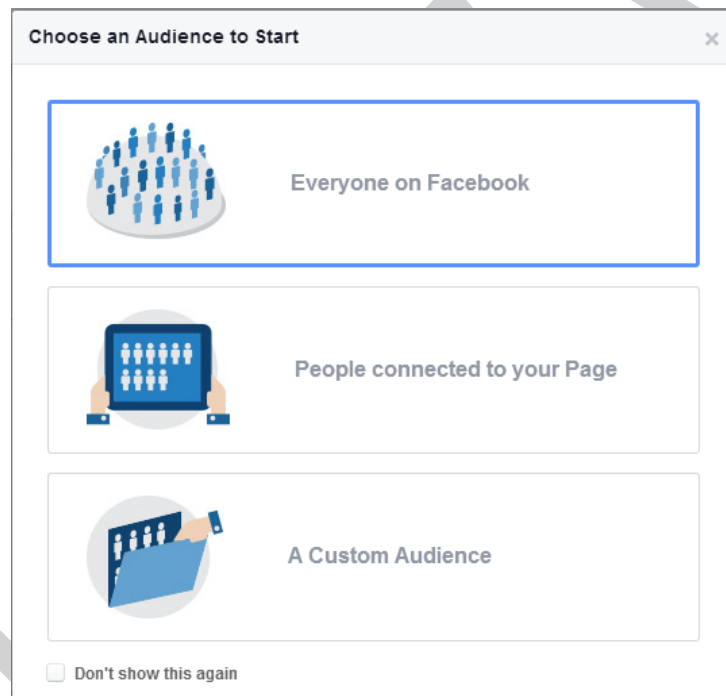 Choose an Audience to Start
Everyone on Facebook
People connected to your Page
A Custom Audience
Don't show this again